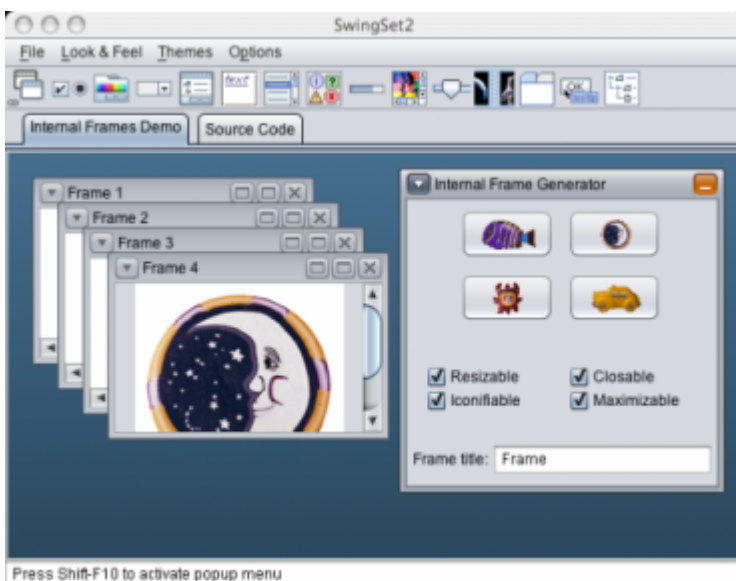 SwingSet2
File Look & Feel Themes Options
text
Internal Frames Demo Source Code
Frame 1
Frame 2
Frame 3
Frame 4
Internal Frame Generator
Resizable Closable
Iconifiable Maximizable
Frame title: Frame
Press Shift-F10 to activate popup menu